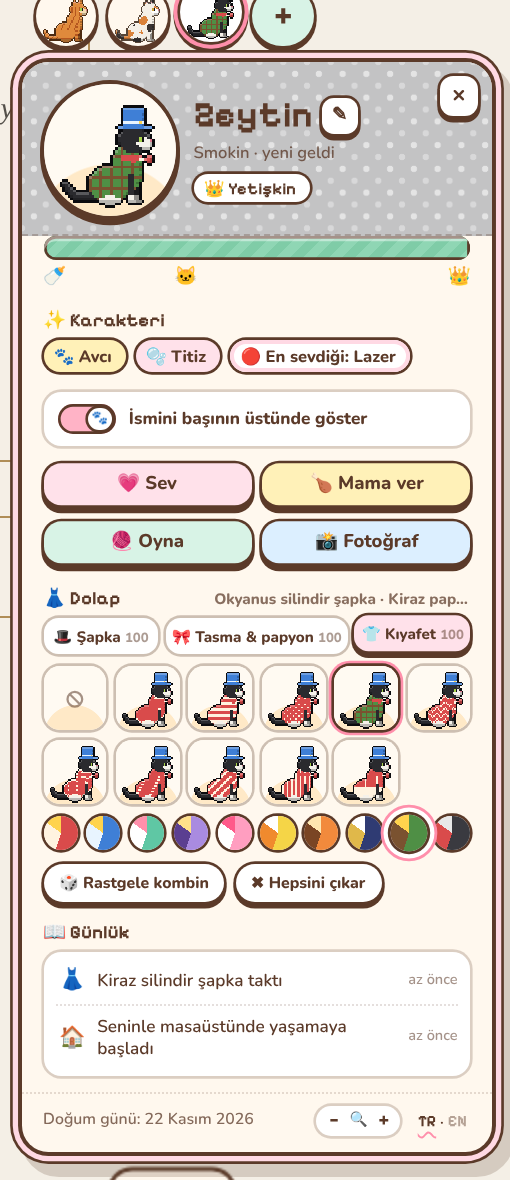 +
Zeytin ✎
×
Smokin · yeni geldi
👑 Yetişkin
✨ Karakteri
🐾 Avcı
🫧 Titiz
🔴 En sevdiği: Lazer
İsmini başının üstünde göster
💗 Sev
🍗 Mama ver
🧶 Oyna
📸 Fotoğraf
👗 Dolap
Okyanus silindir şapka · Kiraz pap...
🎩 Şapka 100
🎀 Tasma & papyon 100
👕 Kıyafet 100
🎲 Rastgele kombin
✖ Hepsini çıkar
📖 Günlük
👗 Kiraz silindir şapka taktı
az önce
🏠 Seninle masaüstünde yaşamaya
başladı
az önce
Doğum günü: 22 Kasım 2026
− 🔍 +
TR · EN